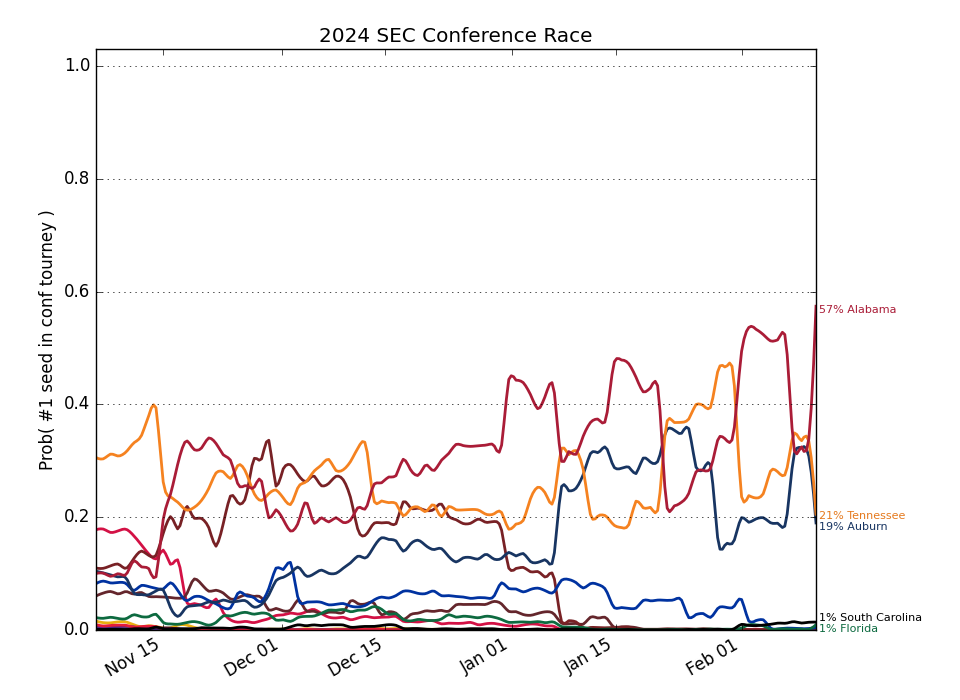 2024 SEC Conference Race
Prob( #1 seed in conf tourney )
1.0
0.8
0.6
0.4
0.2
0.0
57% Alabama
21% Tennessee
19% Auburn
1% South Carolina
1% Florida
Nov 15
Dec 01
Dec 15
Jan 01
Jan 15
Feb 01